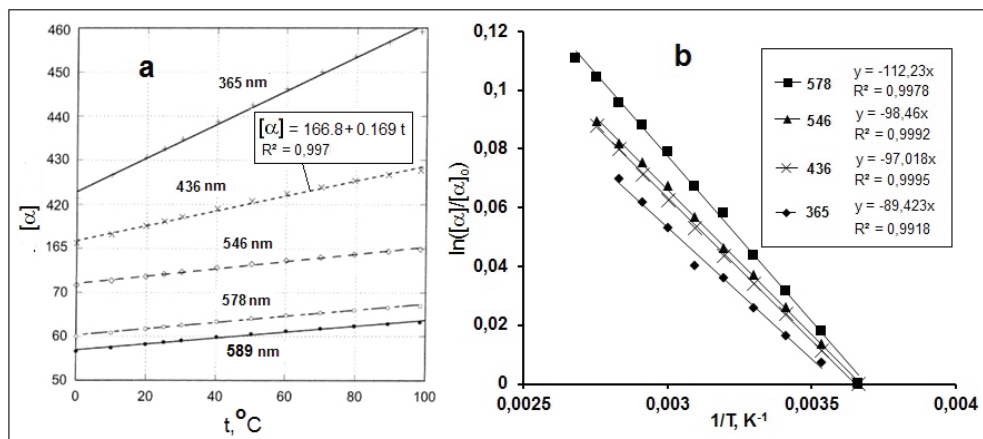 a
[α]
460
450
440
430
420
165
70
60
50
365 nm
[α] = 166.8+0.169 t
R² = 0,997
436 nm
546 nm
578 nm
589 nm
0 20 40 60 80 100
t, °C
b
ln([α]/[α]₀)
0,12
0,1
0,08
0,06
0,04
0,02
0
578 y = -112,23x
R² = 0,9978
546 y = -98,46x
R² = 0,9992
436 y = -97,018x
R² = 0,9995
365 y = -89,423x
R² = 0,9918
0,0025 0,003 0,0035 0,004
1/T, K⁻¹